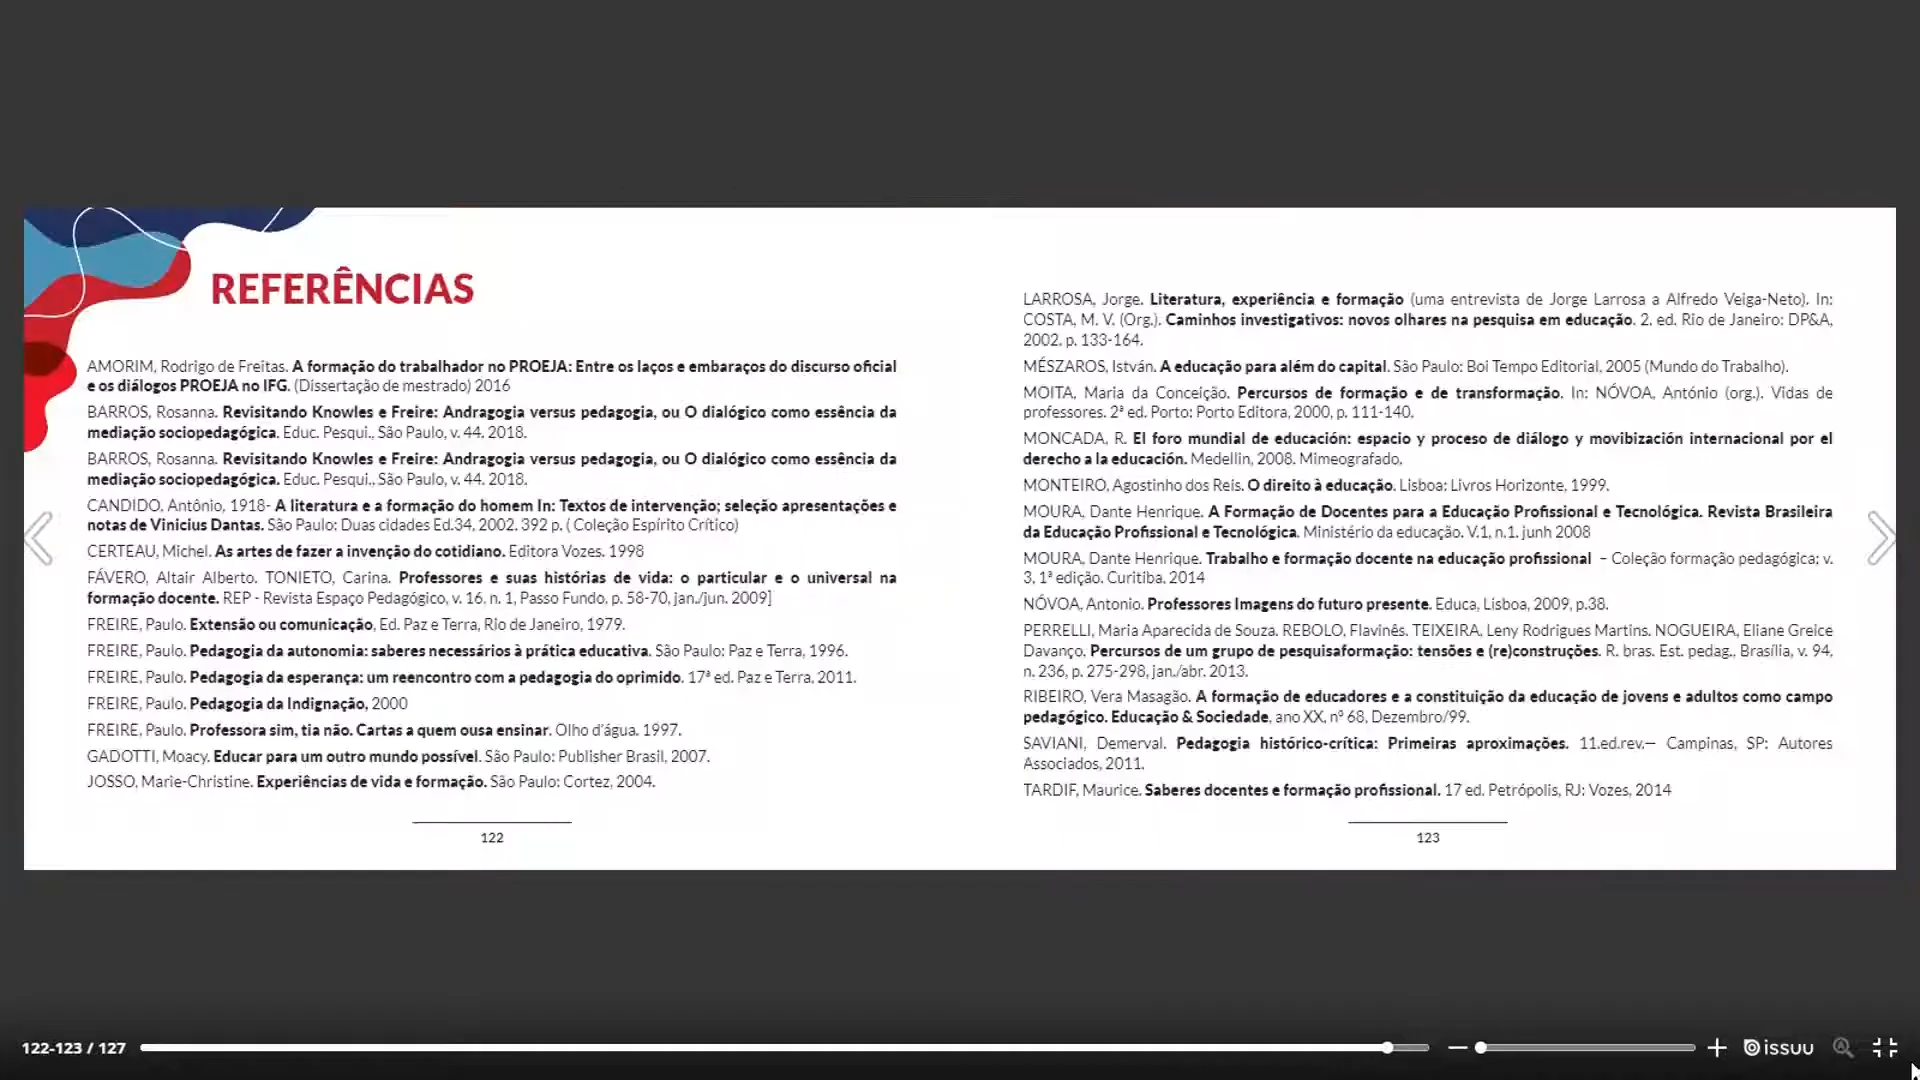 REFERÊNCIAS
AMORIM, Rodrigo de Freitas. A formação do trabalhador no PROEJA: Entre os laços e embaraços do discurso oficial
e os diálogos PROEJA no IFG. (Dissertação de mestrado) 2016
BARROS, Rosanna. Revisitando Knowles e Freire: Andragogia versus pedagogia, ou O dialógico como essência da
mediação sociopedagógica. Educ. Pesqui., São Paulo, v. 44. 2018.
BARROS, Rosanna. Revisitando Knowles e Freire: Andragogia versus pedagogia, ou O dialógico como essência da
mediação sociopedagógica. Educ. Pesqui., São Paulo, v. 44. 2018.
CANDIDO, Antônio, 1918- A literatura e a formação do homem In: Textos de intervenção; seleção apresentações e
notas de Vinicius Dantas. São Paulo: Duas cidades Ed.34, 2002. 392 p. ( Coleção Espírito Crítico)
CERTEAU, Michel. As artes de fazer a invenção do cotidiano. Editora Vozes. 1998
FÁVERO, Altair Alberto. TONIETO, Carina. Professores e suas histórias de vida: o particular e o universal na
formação docente. REP - Revista Espaço Pedagógico, v. 16, n. 1, Passo Fundo, p. 58-70, jan./jun. 2009]
FREIRE, Paulo. Extensão ou comunicação, Ed. Paz e Terra, Rio de Janeiro, 1979.
FREIRE, Paulo. Pedagogia da autonomia: saberes necessários à prática educativa. São Paulo: Paz e Terra, 1996.
FREIRE, Paulo. Pedagogia da esperança: um reencontro com a pedagogia do oprimido. 17ª ed. Paz e Terra, 2011.
FREIRE, Paulo. Pedagogia da Indignação, 2000
FREIRE, Paulo. Professora sim, tia não. Cartas a quem ousa ensinar. Olho d'água. 1997.
GADOTTI, Moacy. Educar para um outro mundo possível. São Paulo: Publisher Brasil, 2007.
JOSSO, Marie-Christine. Experiências de vida e formação. São Paulo: Cortez, 2004.
122
LARROSA, Jorge. Literatura, experiência e formação (uma entrevista de Jorge Larrosa a Alfredo Veiga-Neto). In:
COSTA, M. V. (Org.). Caminhos investigativos: novos olhares na pesquisa em educação. 2. ed. Rio de Janeiro: DP&A,
2002, p. 133-164.
MÉSZAROS, István. A educação para além do capital. São Paulo: Boi Tempo Editorial, 2005 (Mundo do Trabalho).
MOITA, Maria da Conceição. Percursos de formação e de transformação. In: NÓVOA, António (org.). Vidas de
professores. 2ª ed. Porto: Porto Editora, 2000, p. 111-140.
MONCADA, R. El foro mundial de educación: espacio y proceso de diálogo y movibización internacional por el
derecho a la educación. Medellin, 2008. Mimeografado.
MONTEIRO, Agostinho dos Reis. O direito à educação. Lisboa: Livros Horizonte, 1999.
MOURA, Dante Henrique. A Formação de Docentes para a Educação Profissional e Tecnológica. Revista Brasileira
da Educação Profissional e Tecnológica. Ministério da educação. V.1, n.1. junh 2008
MOURA, Dante Henrique. Trabalho e formação docente na educação profissional – Coleção formação pedagógica; v.
3, 1ª edição. Curitiba, 2014
NÓVOA, Antonio. Professores Imagens do futuro presente. Educa, Lisboa, 2009, p.38.
PERRELLI, Maria Aparecida de Souza. REBOLO, Flavinês. TEIXEIRA, Leny Rodrigues Martins. NOGUEIRA, Eliane Greice
Davanço. Percursos de um grupo de pesquisaformação: tensões e (re)construções. R. bras. Est. pedag., Brasília, v. 94,
n. 236, p. 275-298, jan./abr. 2013.
RIBEIRO, Vera Masagão. A formação de educadores e a constituição da educação de jovens e adultos como campo
pedagógico. Educação & Sociedade, ano XX, nº 68, Dezembro/99.
SAVIANI, Demerval. Pedagogia histórico-crítica: Primeiras aproximações. 11.ed.rev.— Campinas, SP: Autores
Associados, 2011.
TARDIF, Maurice. Saberes docentes e formação profissional. 17 ed. Petrópolis, RJ: Vozes, 2014
123
122-123 / 127
issuu